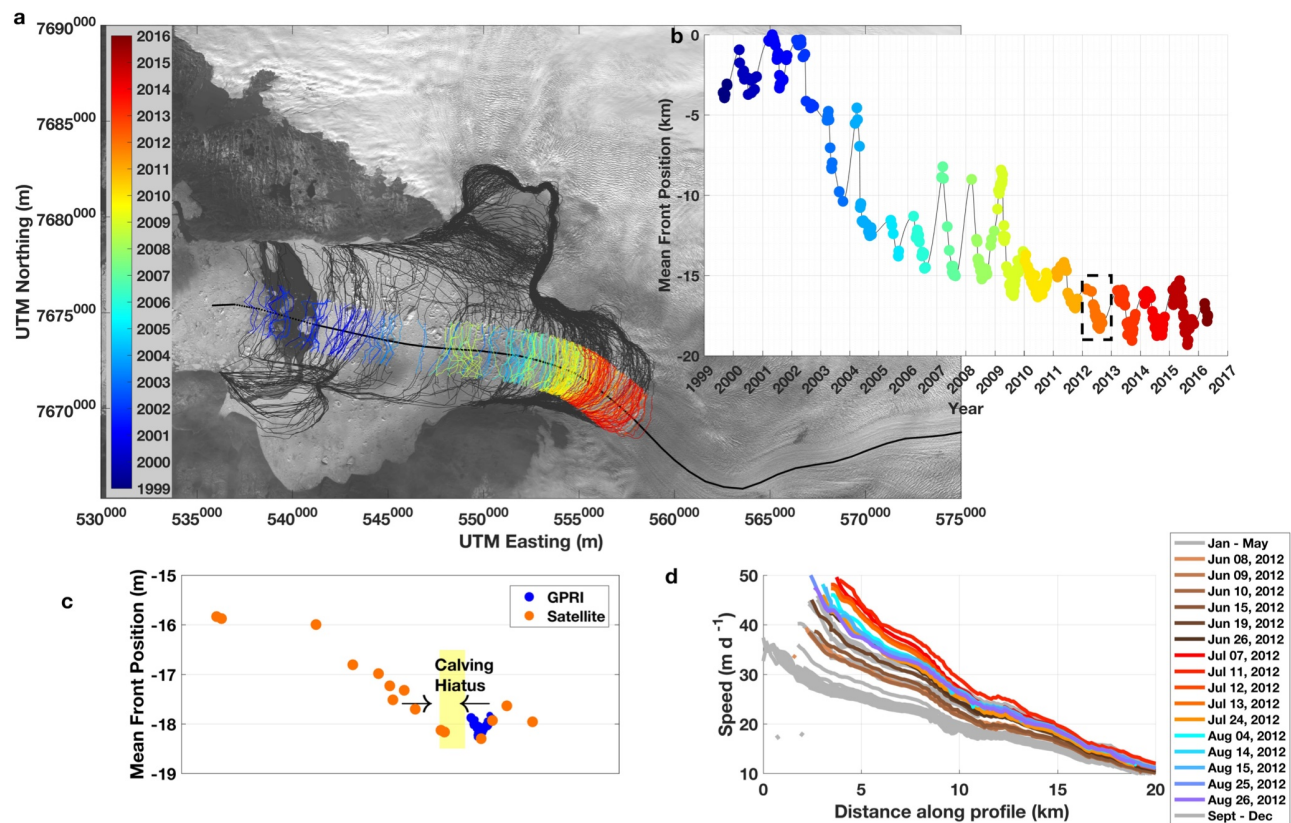 a
7690000
7685000
7680000
7675000
7670000
UTM Northing (m)
2016
2015
2014
2013
2012
2011
2010
2009
2008
2007
2006
2005
2004
2003
2002
2001
2000
1999
530000
535000
540000
545000
550000
555000
560000
565000
570000
575000
UTM Easting (m)
b
Mean Front Position (km)
0
-5
-10
-15
-20
1999
2000
2001
2002
2003
2004
2005
2006
2007
2008
2009
2010
2011
2012
2013
2014
2015
2016
2017
Year
c
Mean Front Position (m)
-15
-16
-17
-18
-19
GPRI
Satellite
Calving
Hiatus
d
Speed (m d-1)
50
40
30
20
10
0
5
10
15
20
Distance along profile (km)
Jan - May
Jun 08, 2012
Jun 09, 2012
Jun 10, 2012
Jun 15, 2012
Jun 19, 2012
Jun 26, 2012
Jul 07, 2012
Jul 11, 2012
Jul 12, 2012
Jul 13, 2012
Jul 24, 2012
Aug 04, 2012
Aug 14, 2012
Aug 15, 2012
Aug 25, 2012
Aug 26, 2012
Sept - Dec